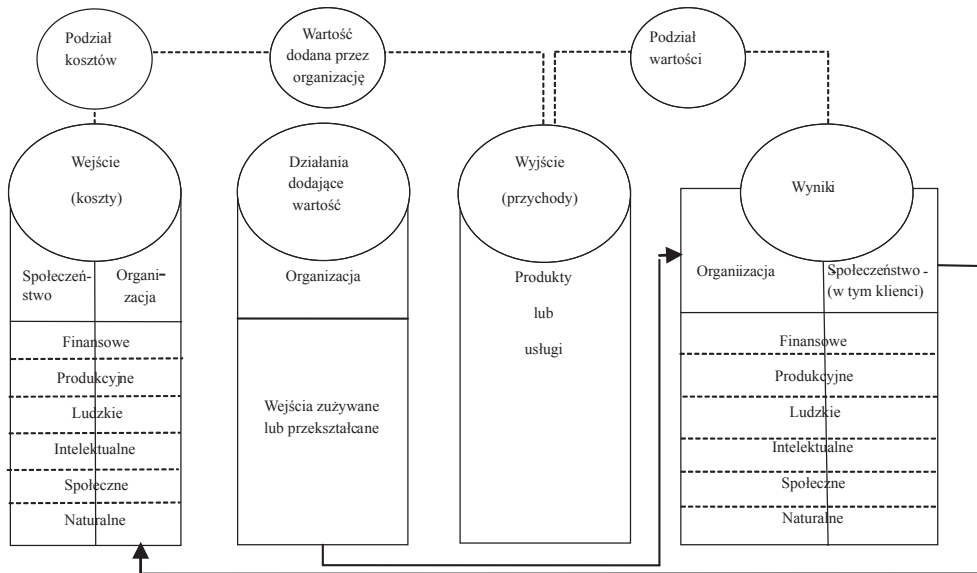 Podział
kosztów
Wartość
dodana przez
organizację
Podział
wartości
Wejście
(koszty)
Działania
dodające
wartość
Wyjście
(przychody)
Wyniki
Społeczeń-
stwo
Organi-
zacja
Organizacja
Produkty
lub
usługi
Organiizacja
Społeczeństwo -
(w tym klienci)
Finansowe
Produkcyjne
Ludzkie
Intelektualne
Społeczne
Naturalne
Wejścia zużywane
lub przekształcane
Finansowe
Produkcyjne
Ludzkie
Intelektualne
Społeczne
Naturalne